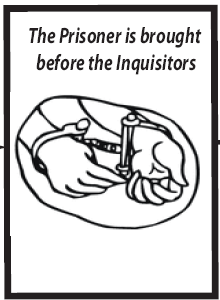 The Prisoner is brought
before the Inquisitors